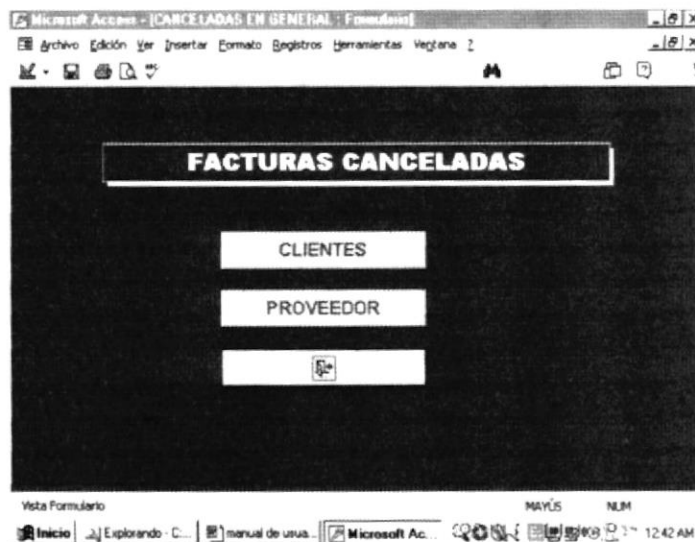 Microsoft Access - [CANCELADAS EN GENERAL : Formulario]
Archivo Edición Ver Insertar Formato Registros Herramientas Ventana ?
FACTURAS CANCELADAS
CLIENTES
PROVEEDOR
Vista Formulario MAYÚS NUM
Inicio Explorando - C... manual de usua... Microsoft Ac... 12:42 AM